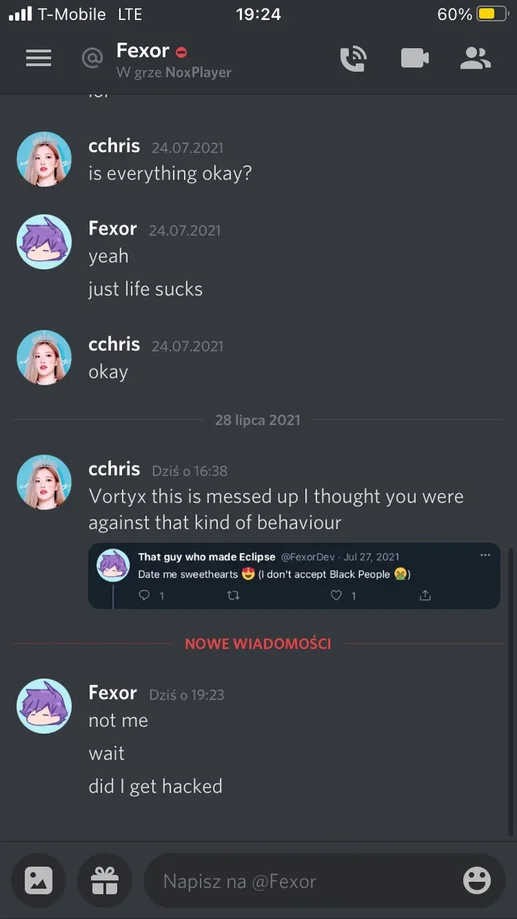 T-Mobile LTE 19:24 60%
@ Fexor
W grze NoxPlayer
cchris 24.07.2021
is everything okay?
Fexor 24.07.2021
yeah
just life sucks
cchris 24.07.2021
okay
28 lipca 2021
cchris Dziś o 16:38
Vortyx this is messed up I thought you were
against that kind of behaviour
That guy who made Eclipse @FexorDev · Jul 27, 2021
Date me sweethearts 😍 (I don't accept Black People 🤮)
1 1
NOWE WIADOMOŚCI
Fexor Dziś o 19:23
not me
wait
did I get hacked
Napisz na @Fexor